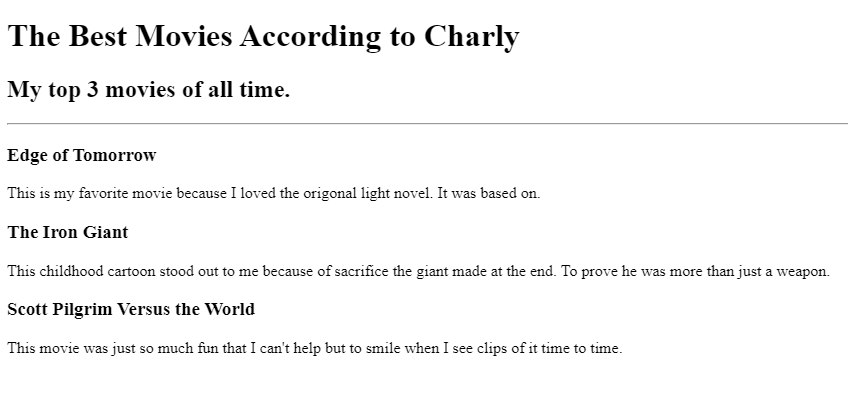 The Best Movies According to Charly
My top 3 movies of all time.
Edge of Tomorrow
This is my favorite movie because I loved the origonal light novel. It was based on.
The Iron Giant
This childhood cartoon stood out to me because of sacrifice the giant made at the end. To prove he was more than just a weapon.
Scott Pilgrim Versus the World
This movie was just so much fun that I can't help but to smile when I see clips of it time to time.